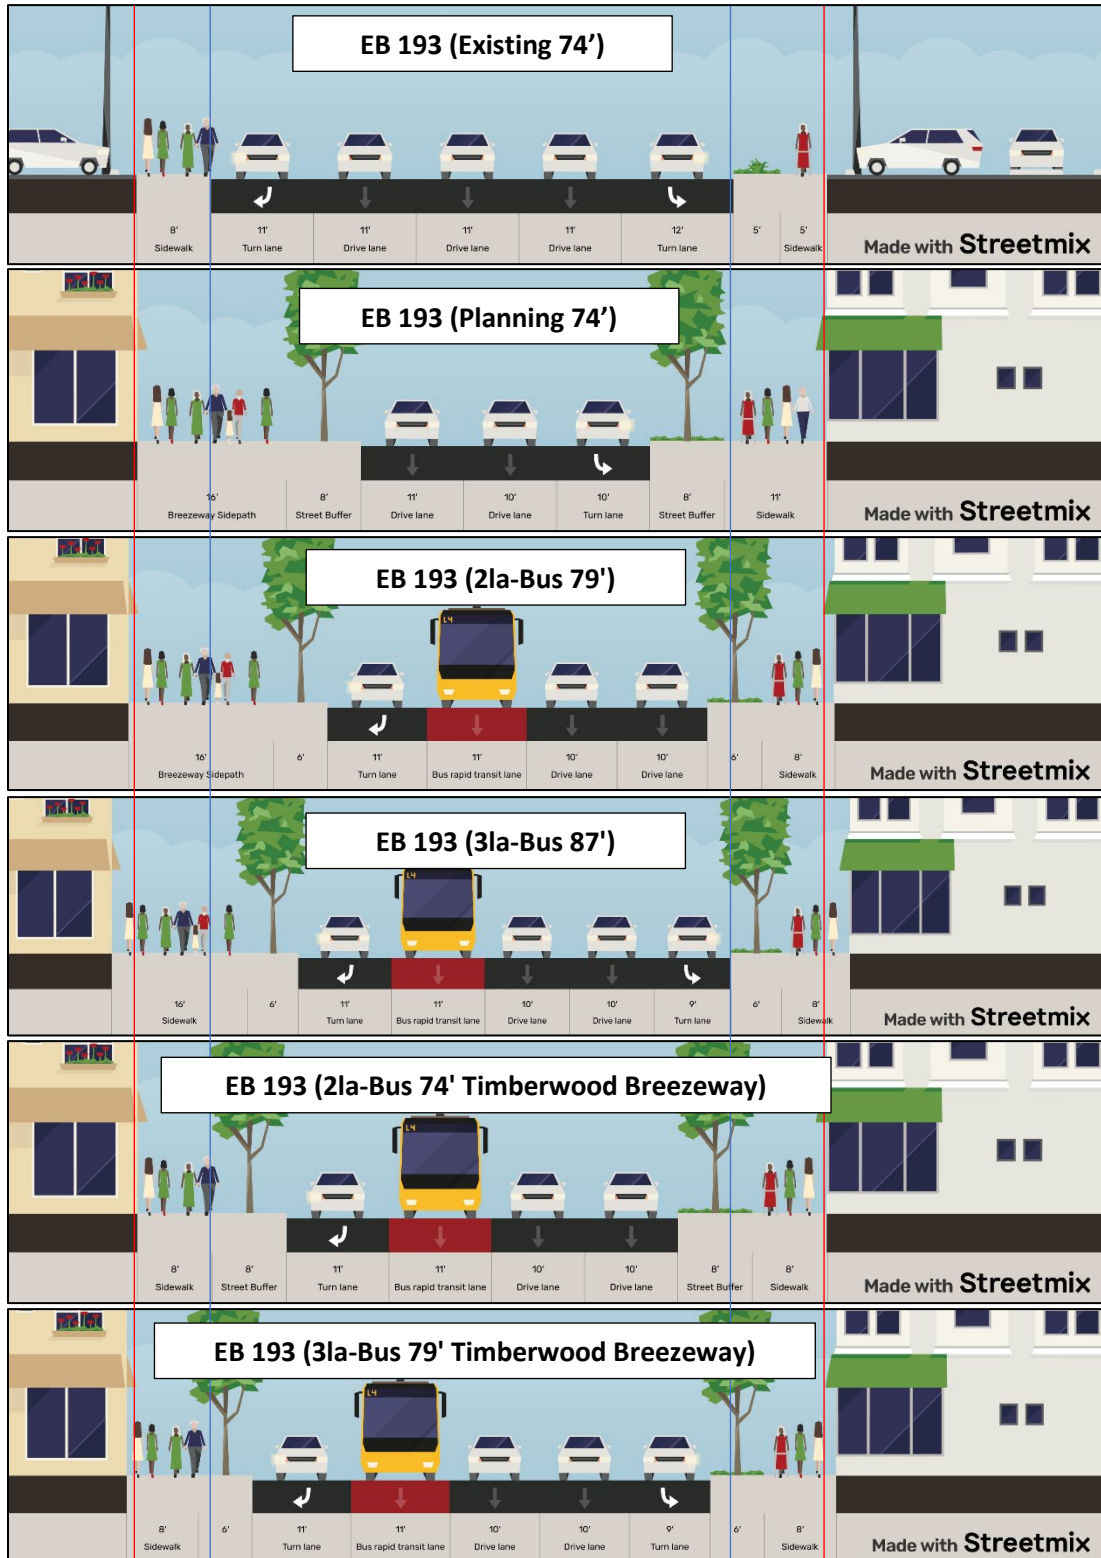 EB 193 (Existing 74’)
8' 11' 11' 11' 11' 12' 5' 5'
Sidewalk Turn lane Drive lane Drive lane Drive lane Turn lane Sidewalk
Made with Streetmix
EB 193 (Planning 74’)
16' 8' 11' 10' 10' 8' 11'
Breezeway Sidepath Street Buffer Drive lane Drive lane Turn lane Street Buffer Sidewalk
Made with Streetmix
EB 193 (2la-Bus 79')
L4
16' 6' 11' 11' 10' 10' 6' 8'
Breezeway Sidepath Turn lane Bus rapid transit lane Drive lane Drive lane Sidewalk
Made with Streetmix
EB 193 (3la-Bus 87')
L4
16' 6' 11' 11' 10' 10' 9' 6' 8'
Sidewalk Turn lane Bus rapid transit lane Drive lane Drive lane Turn lane Sidewalk
Made with Streetmix
EB 193 (2la-Bus 74' Timberwood Breezeway)
L4
8' 8' 11' 11' 10' 10' 8' 8'
Sidewalk Street Buffer Turn lane Bus rapid transit lane Drive lane Drive lane Street Buffer Sidewalk
Made with Streetmix
EB 193 (3la-Bus 79' Timberwood Breezeway)
L4
8' 6' 11' 11' 10' 10' 9' 6' 8'
Sidewalk Turn lane Bus rapid transit lane Drive lane Drive lane Turn lane Sidewalk
Made with Streetmix